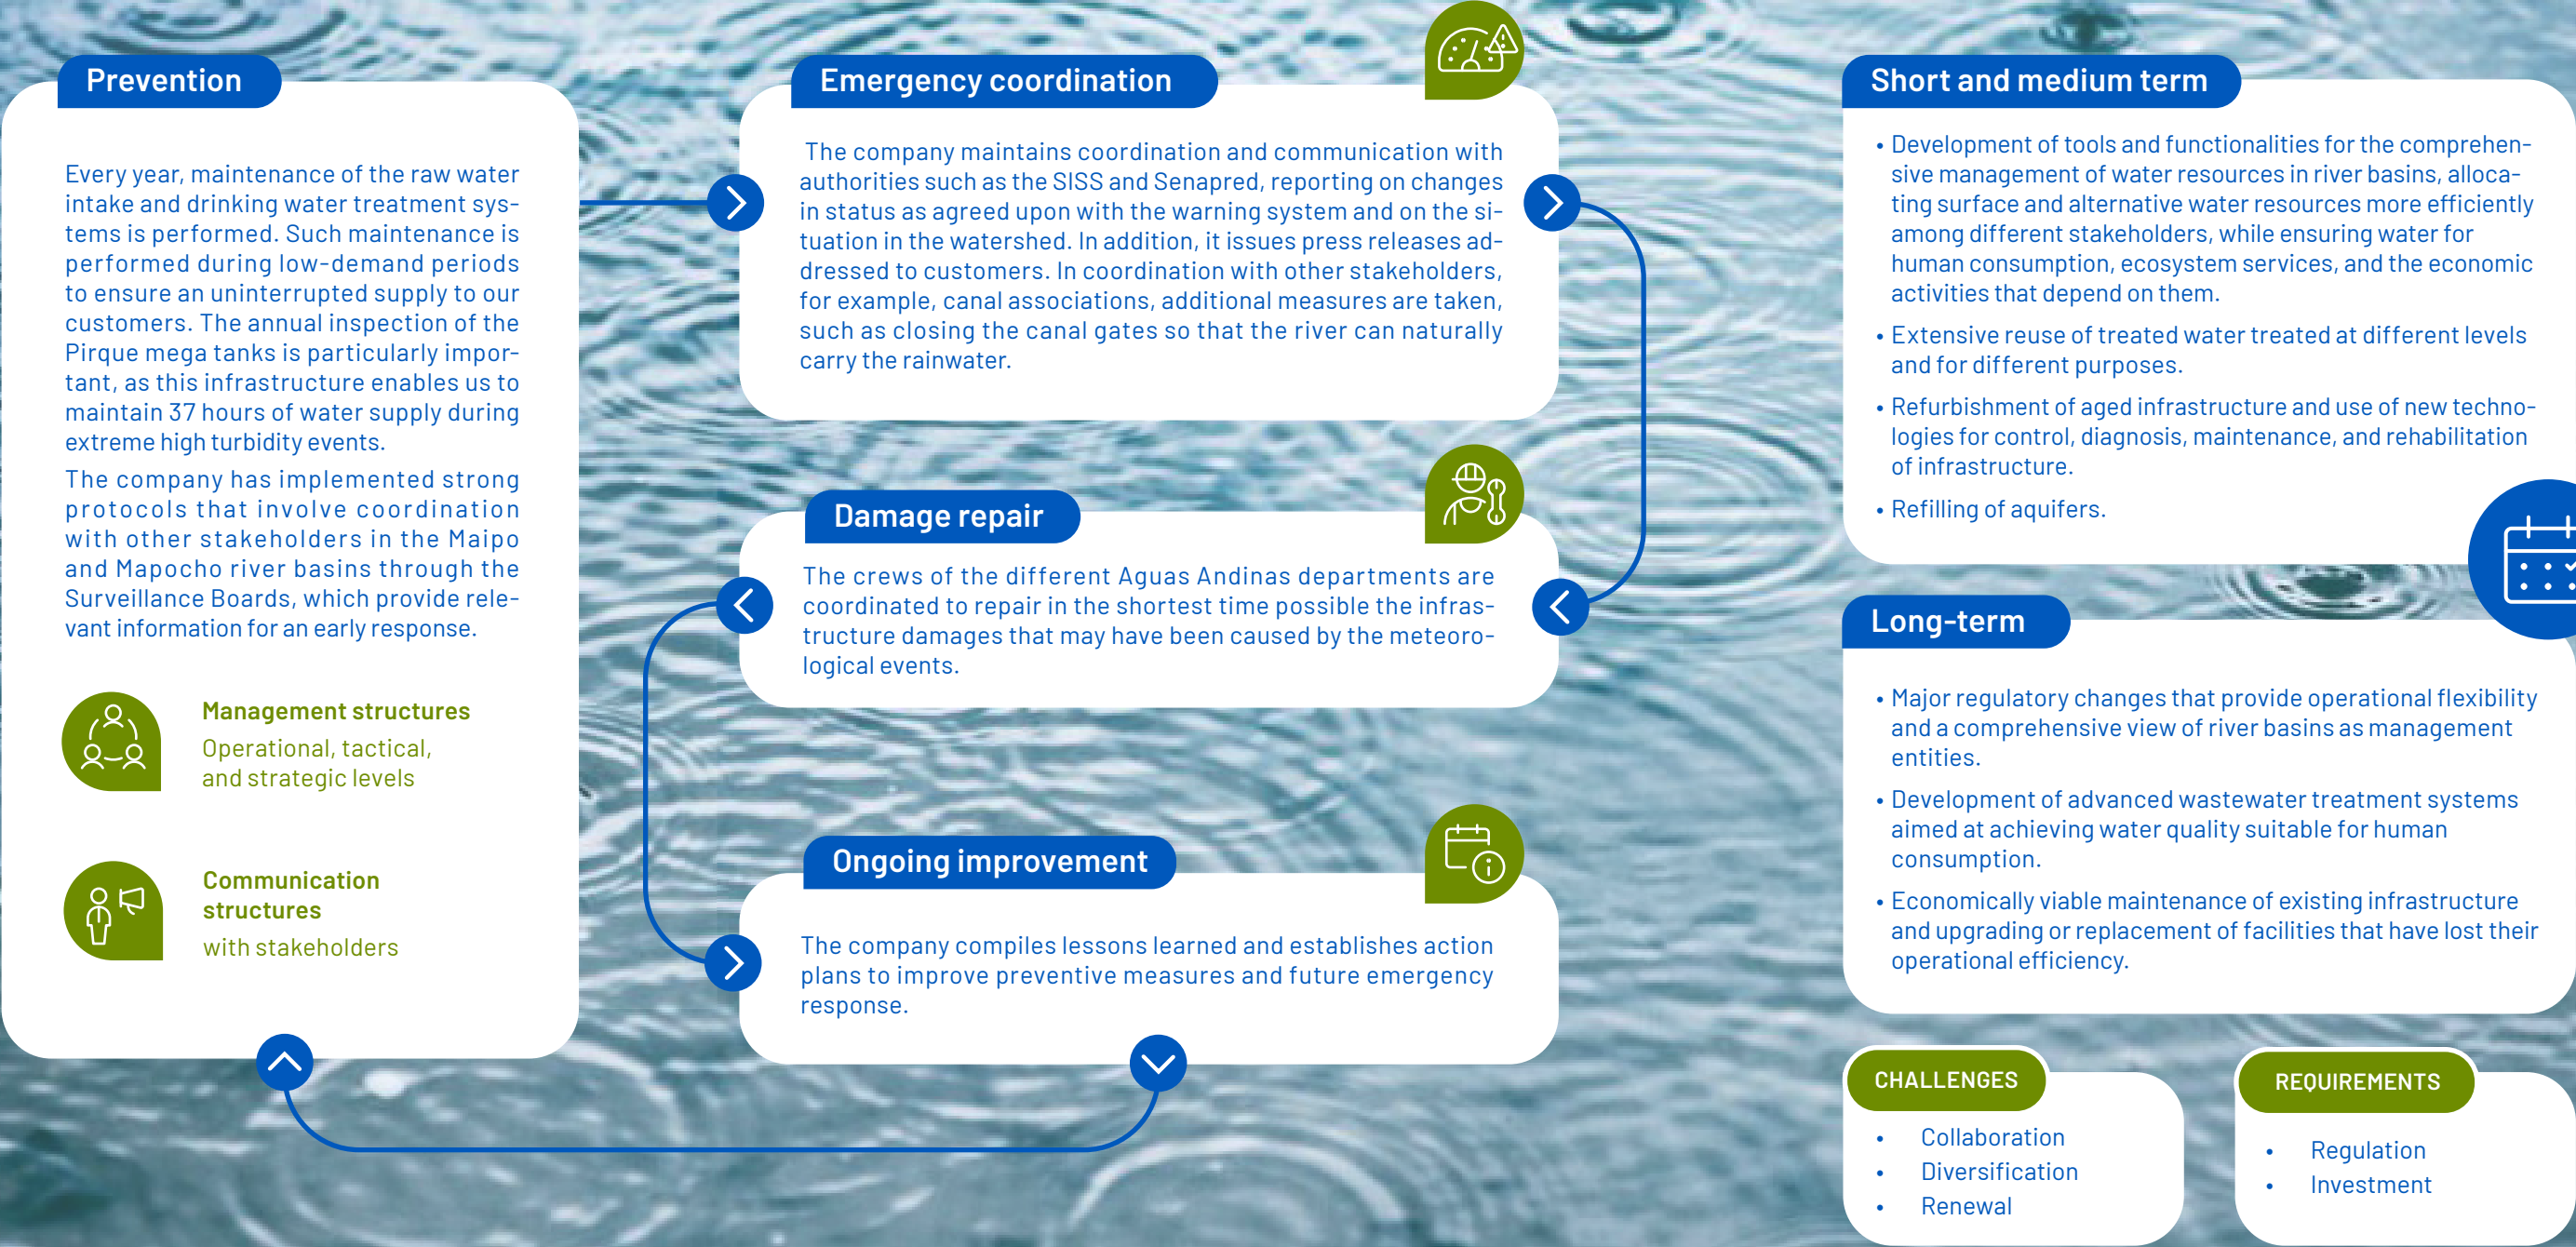 Prevention
Every year, maintenance of the raw water
intake and drinking water treatment sys-
tems is performed. Such maintenance is
performed during low-demand periods
to ensure an uninterrupted supply to our
customers. The annual inspection of the
Pirque mega tanks is particularly impor-
tant, as this infrastructure enables us to
maintain 37 hours of water supply during
extreme high turbidity events.
The company has implemented strong
protocols that involve coordination
with other stakeholders in the Maipo
and Mapocho river basins through the
Surveillance Boards, which provide rele-
vant information for an early response.
Management structures
Operational, tactical,
and strategic levels
Communication
structures
with stakeholders
Emergency coordination
The company maintains coordination and communication with
authorities such as the SISS and Senapred, reporting on changes
in status as agreed upon with the warning system and on the si-
tuation in the watershed. In addition, it issues press releases ad-
dressed to customers. In coordination with other stakeholders,
for example, canal associations, additional measures are taken,
such as closing the canal gates so that the river can naturally
carry the rainwater.
Damage repair
The crews of the different Aguas Andinas departments are
coordinated to repair in the shortest time possible the infras-
tructure damages that may have been caused by the meteoro-
logical events.
Ongoing improvement
The company compiles lessons learned and establishes action
plans to improve preventive measures and future emergency
response.
Short and medium term
• Development of tools and functionalities for the comprehen-
sive management of water resources in river basins, alloca-
ting surface and alternative water resources more efficiently
among different stakeholders, while ensuring water for
human consumption, ecosystem services, and the economic
activities that depend on them.
• Extensive reuse of treated water treated at different levels
and for different purposes.
• Refurbishment of aged infrastructure and use of new techno-
logies for control, diagnosis, maintenance, and rehabilitation
of infrastructure.
• Refilling of aquifers.
Long-term
• Major regulatory changes that provide operational flexibility
and a comprehensive view of river basins as management
entities.
• Development of advanced wastewater treatment systems
aimed at achieving water quality suitable for human
consumption.
• Economically viable maintenance of existing infrastructure
and upgrading or replacement of facilities that have lost their
operational efficiency.
CHALLENGES
• Collaboration
• Diversification
• Renewal
REQUIREMENTS
• Regulation
• Investment